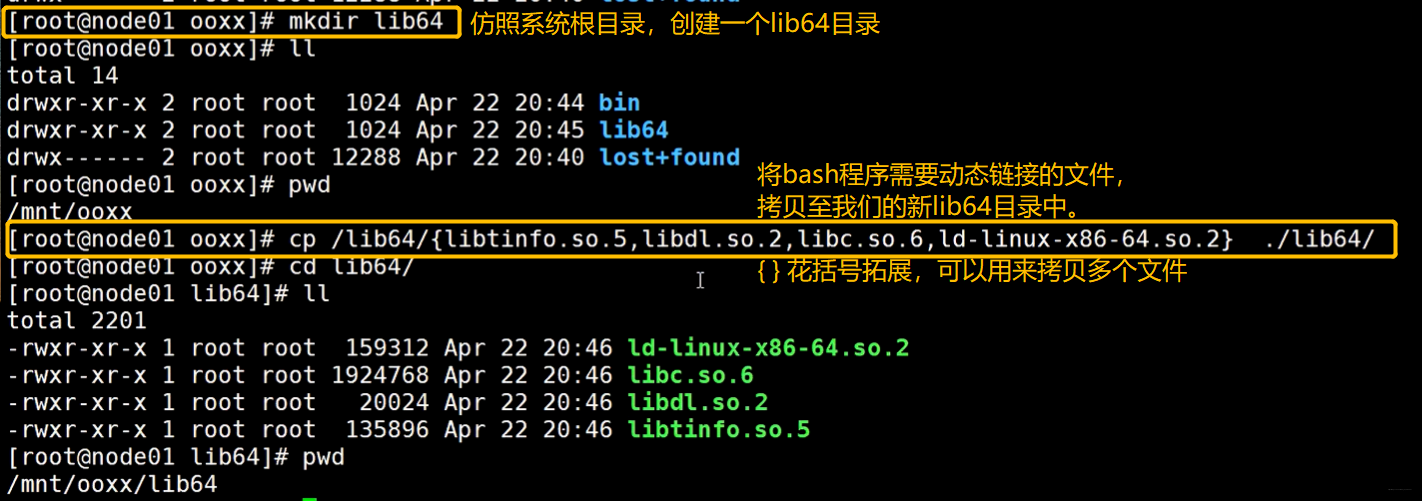 [root@node01 ooxx]# mkdir lib64 仿照系统根目录，创建一个lib64目录
[root@node01 ooxx]# ll
total 14
drwxr-xr-x 2 root root  1024 Apr 22 20:44 bin
drwxr-xr-x 2 root root  1024 Apr 22 20:45 lib64
drwx------ 2 root root 12288 Apr 22 20:40 lost+found
[root@node01 ooxx]# pwd
将bash程序需要动态链接的文件，
/mnt/ooxx
拷贝至我们的新lib64目录中。
[root@node01 ooxx]# cp /lib64/{libtinfo.so.5,libdl.so.2,libc.so.6,ld-linux-x86-64.so.2}  ./lib64/
[root@node01 ooxx]# cd lib64/
{ } 花括号拓展，可以用来拷贝多个文件
[root@node01 lib64]# ll
total 2201
-rwxr-xr-x 1 root root  159312 Apr 22 20:46 ld-linux-x86-64.so.2
-rwxr-xr-x 1 root root 1924768 Apr 22 20:46 libc.so.6
-rwxr-xr-x 1 root root   20024 Apr 22 20:46 libdl.so.2
-rwxr-xr-x 1 root root  135896 Apr 22 20:46 libtinfo.so.5
[root@node01 lib64]# pwd
/mnt/ooxx/lib64